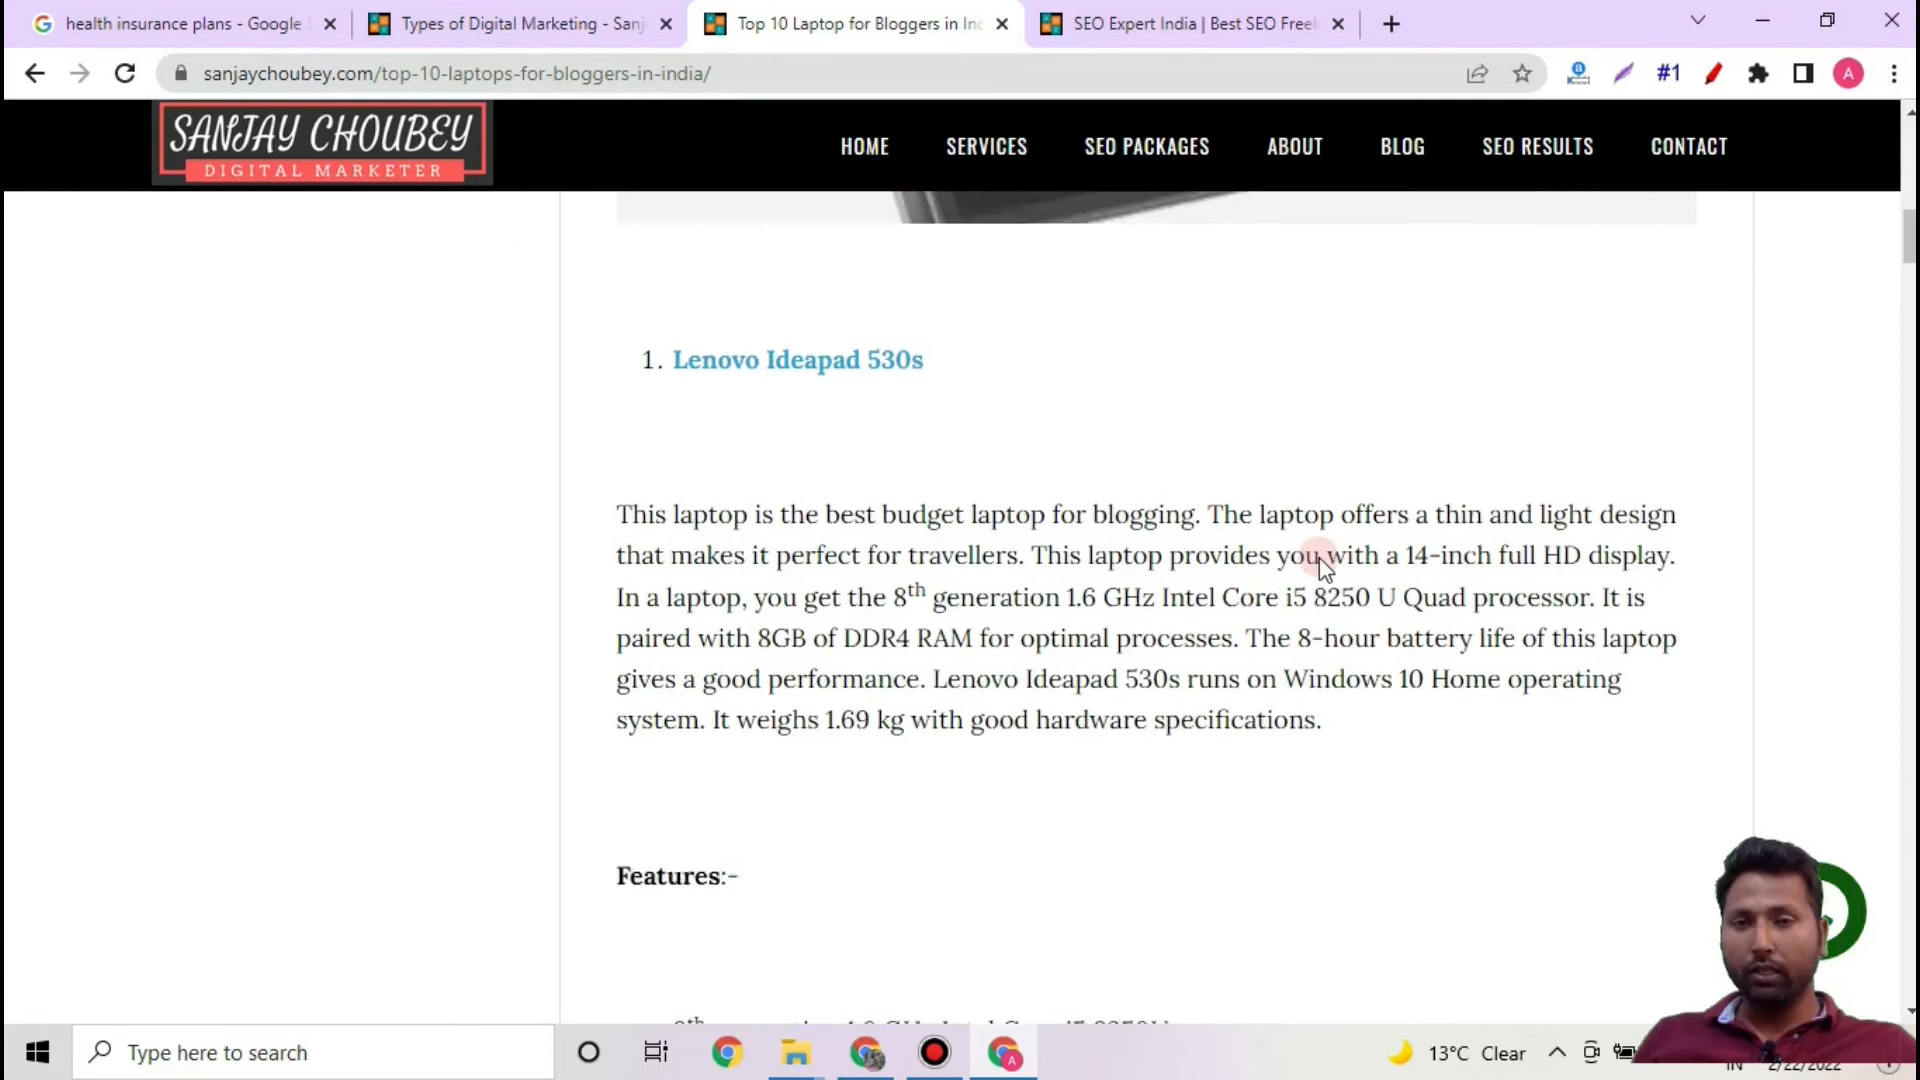 health insurance plans - Google
Types of Digital Marketing - Sanj
Top 10 Laptop for Bloggers in Inc
SEO Expert India | Best SEO Freel
sanjaychoubey.com/top-10-laptops-for-bloggers-in-india/
#1
A
SANJAY CHOUBEY
DIGITAL MARKETER
HOME
SERVICES
SEO PACKAGES
ABOUT
BLOG
SEO RESULTS
CONTACT
1. Lenovo Ideapad 530s
This laptop is the best budget laptop for blogging. The laptop offers a thin and light design
that makes it perfect for travellers. This laptop provides you with a 14-inch full HD display.
In a laptop, you get the 8th generation 1.6 GHz Intel Core i5 8250 U Quad processor. It is
paired with 8GB of DDR4 RAM for optimal processes. The 8-hour battery life of this laptop
gives a good performance. Lenovo Ideapad 530s runs on Windows 10 Home operating
system. It weighs 1.69 kg with good hardware specifications.
Features:-
Type here to search
A
13°C Clear
IN
2/22/2022